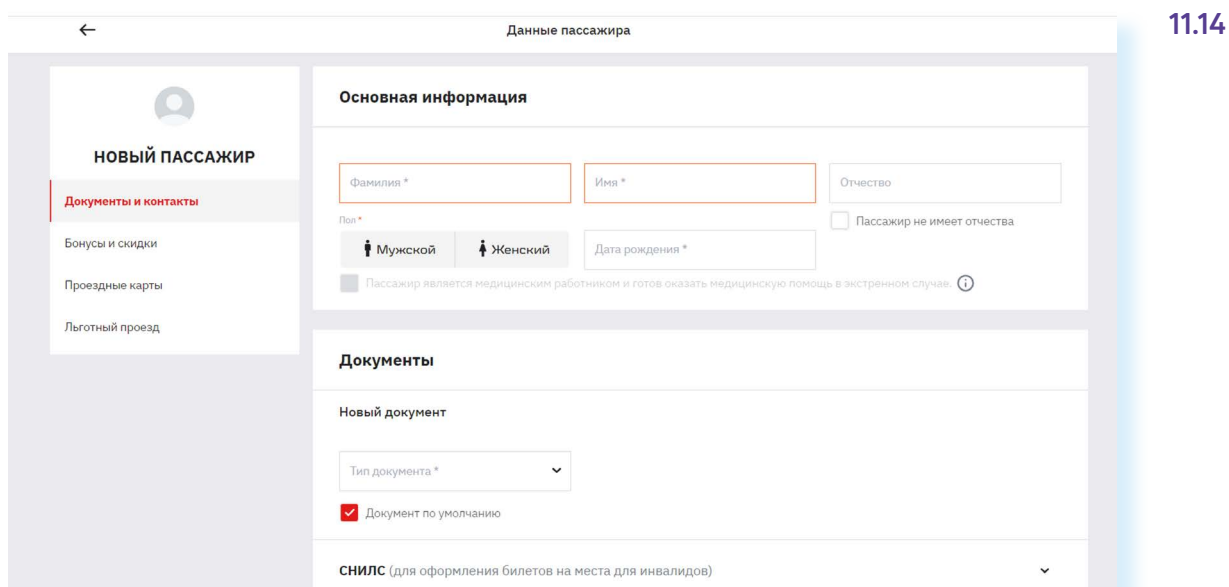 11.14
Данные пассажира
НОВЫЙ ПАССАЖИР
Документы и контакты
Бонусы и скидки
Проездные карты
Льготный проезд
Основная информация
Фамилия * Имя * Отчество
Пол * Пассажир не имеет отчества
Мужской Женский Дата рождения *
Пассажир является медицинским работником и готов оказать медицинскую помощь в экстренном случае.
Документы
Новый документ
Тип документа *
Документ по умолчанию
СНИЛС (для оформления билетов на места для инвалидов)